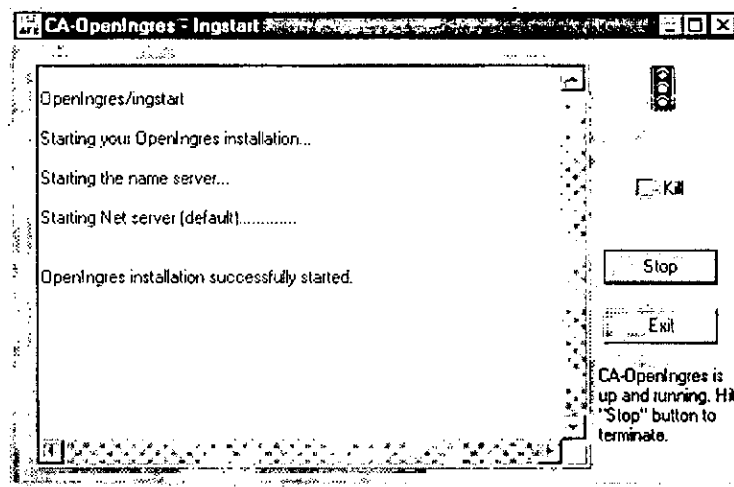 CA-OpenIngres - Ingstart
OpenIngres/ingstart
Starting your OpenIngres installation...
Starting the name server...
Starting Net server (default).............
OpenIngres installation successfully started.
Kill
Stop
Exit
CA-OpenIngres is
up and running. Hit
"Stop" button to
terminate.